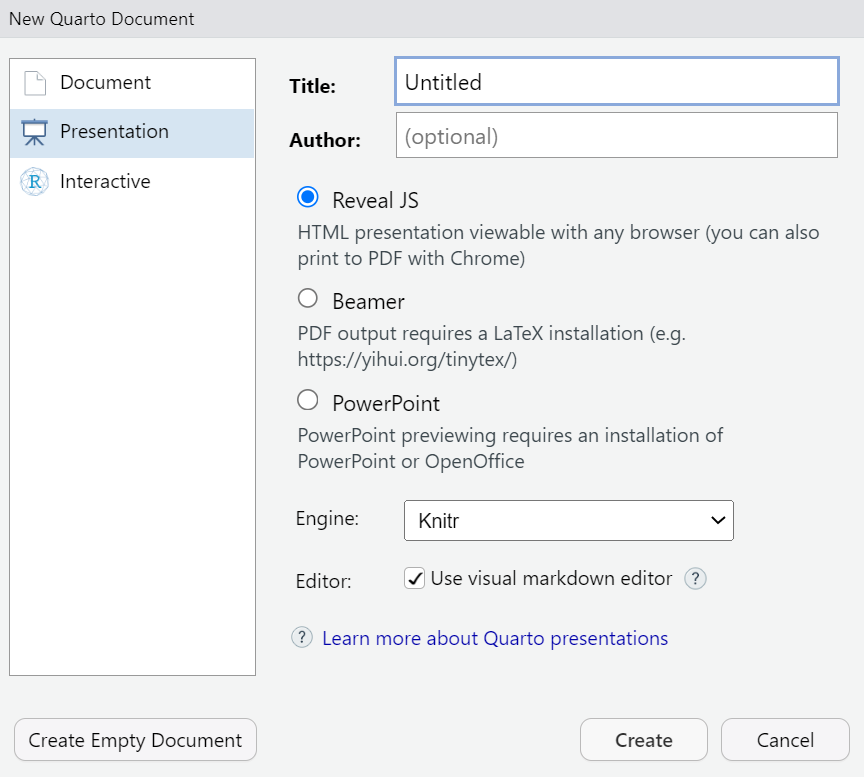 New Quarto Document
Document
Presentation
R
Interactive
Title:
Untitled
Author:
(optional)
Reveal JS
HTML presentation viewable with any browser (you can also
print to PDF with Chrome)
Beamer
PDF output requires a LaTeX installation (e.g.
https://yihui.org/tinytex/)
PowerPoint
PowerPoint previewing requires an installation of
PowerPoint or OpenOffice
Engine:
Knitr
Editor:
Use visual markdown editor ?
? Learn more about Quarto presentations
Create Empty Document
Create
Cancel